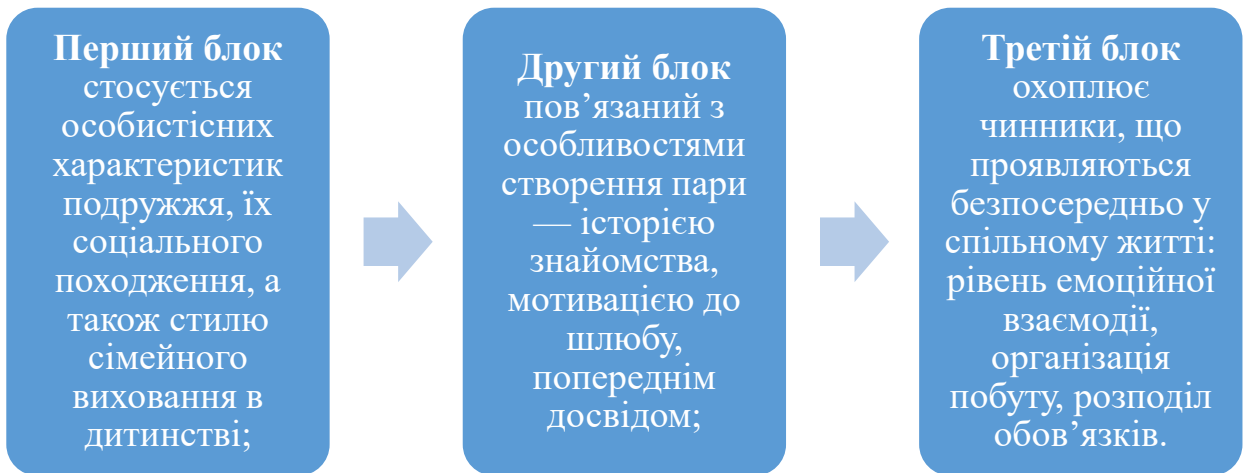 Перший блок
стосується
особистісних
характеристик
подружжя, їх
соціального
походження, а
також стилю
сімейного
виховання в
дитинстві;
Другий блок
пов’язаний з
особливостями
створення пари
— історією
знайомства,
мотивацією до
шлюбу,
попереднім
досвідом;
Третій блок
охоплює
чинники, що
проявляються
безпосередньо у
спільному житті:
рівень емоційної
взаємодії,
організація
побуту, розподіл
обов’язків.